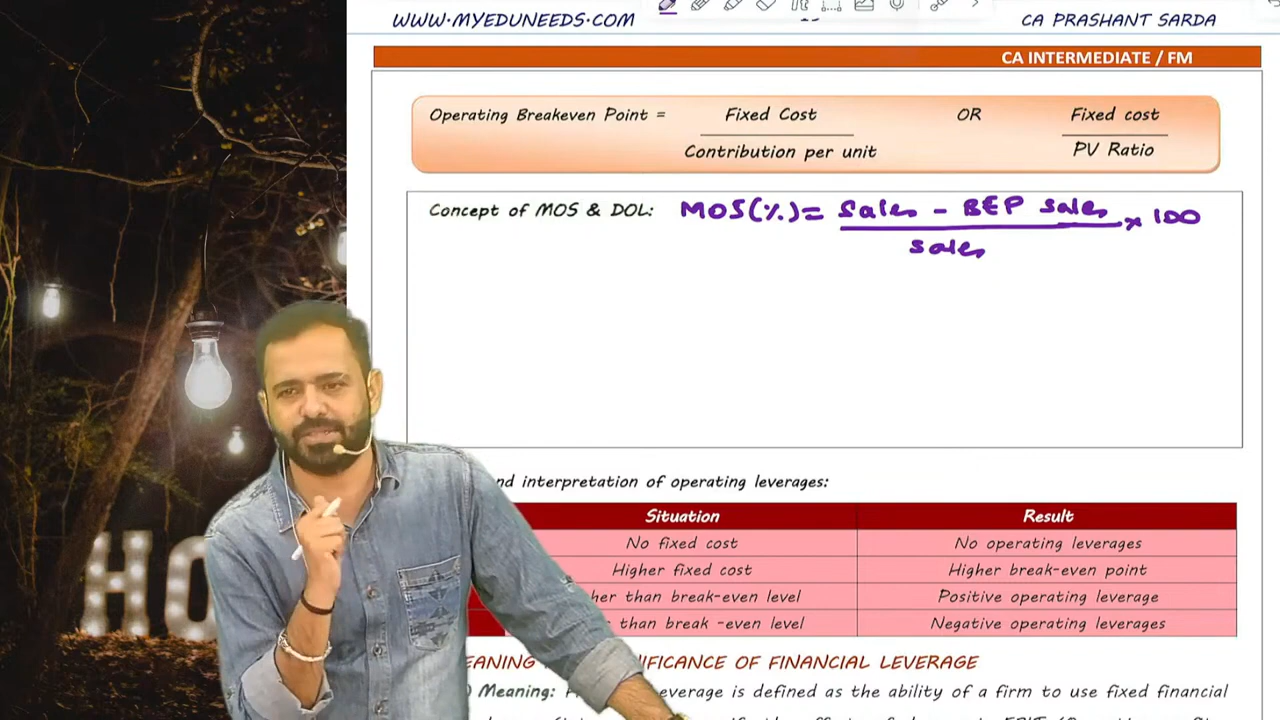 WWW.MYEDUNEEDS.COM CA PRASHANT SARDA
CA INTERMEDIATE / FM
Operating Breakeven Point = Fixed Cost OR Fixed cost
Contribution per unit PV Ratio
Concept of MOS & DOL: MOS(%)= Sales - BEP Sales × 100
Sales
nd interpretation of operating leverages:
Situation Result
No fixed cost No operating leverages
Higher fixed cost Higher break-even point
her than break-even level Positive operating leverage
than break -even level Negative operating leverages
EANING IFICANCE OF FINANCIAL LEVERAGE
Meaning: everage is defined as the ability of a firm to use fixed financial